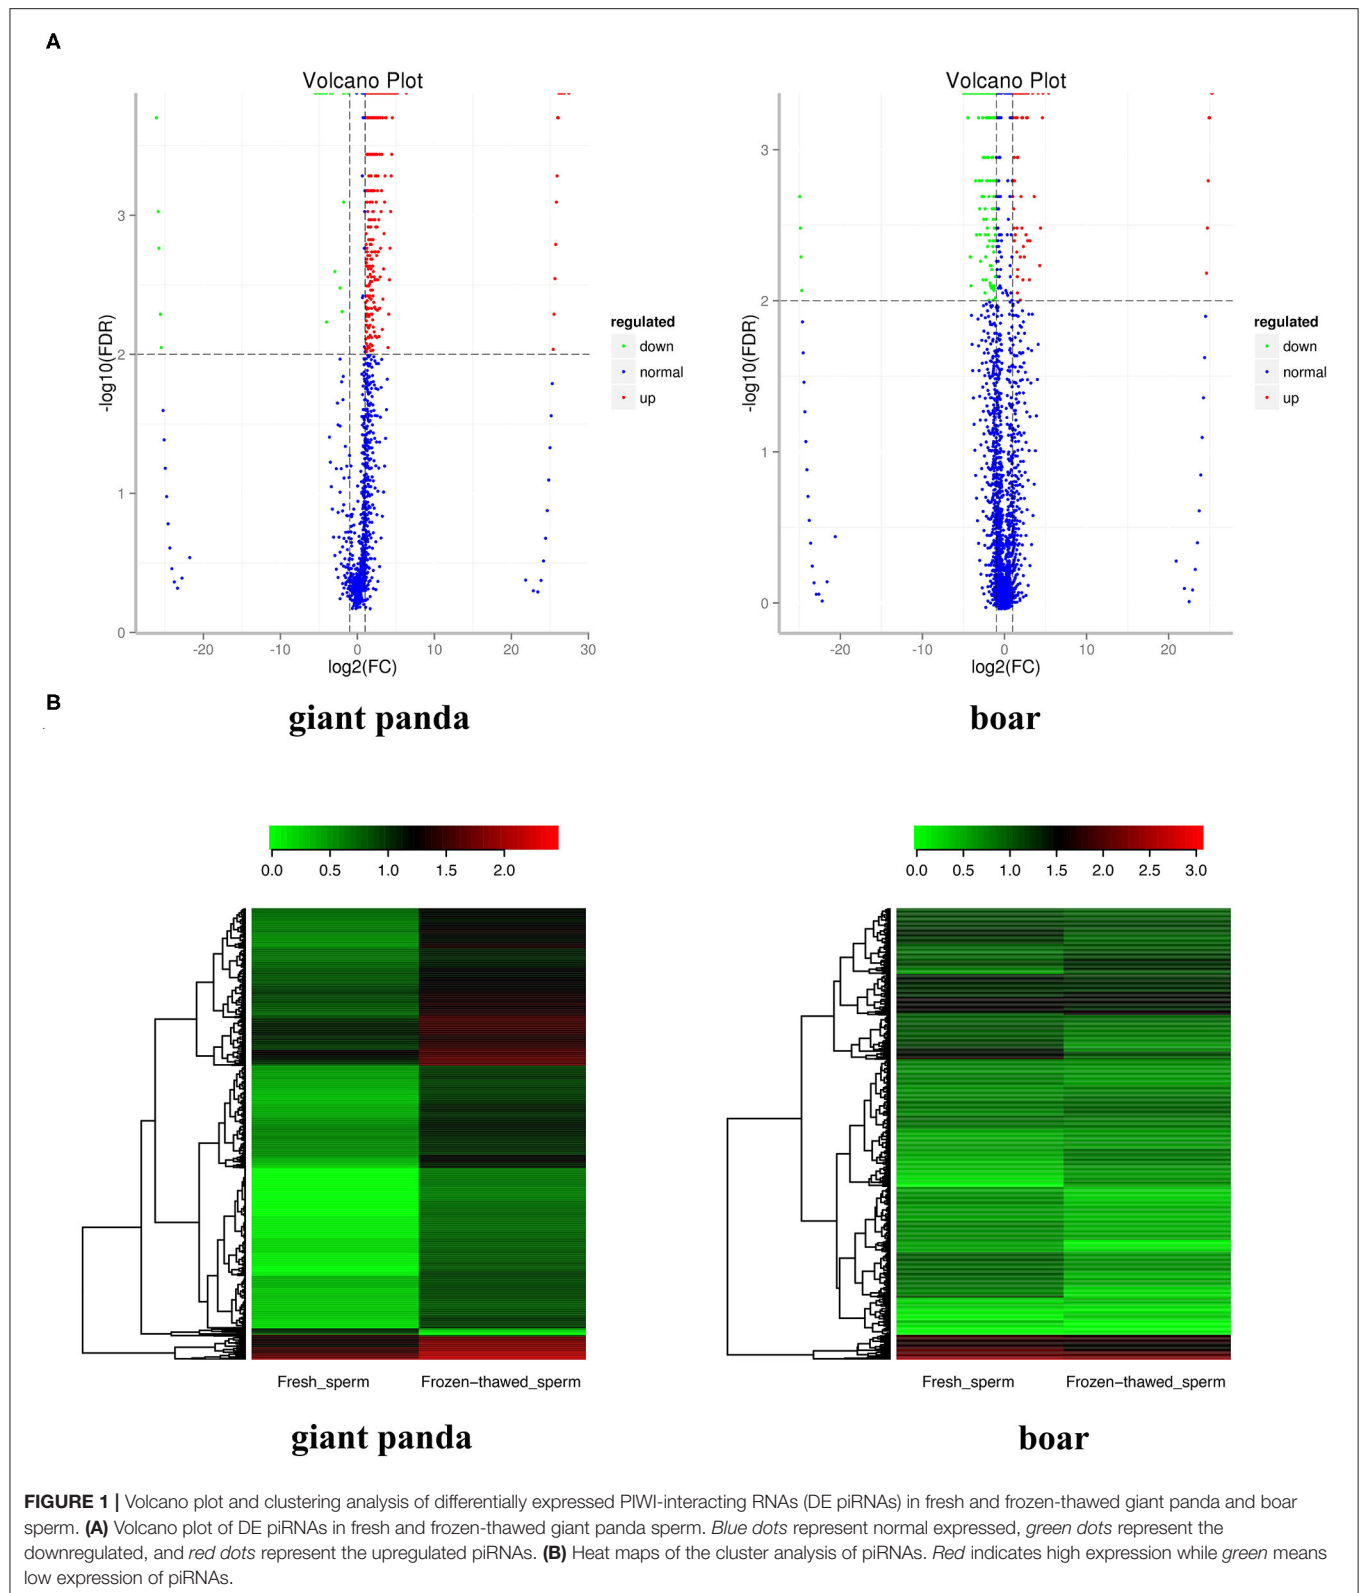 A
Volcano Plot
Volcano Plot
-log10(FDR)
3
2
1
0
-20
-10
0
10
20
30
log2(FC)
regulated
down
normal
up
-log10(FDR)
3
2
1
0
-20
-10
0
10
20
log2(FC)
regulated
down
normal
up
B
giant panda
boar
0.0 0.5 1.0 1.5 2.0
0.0 0.5 1.0 1.5 2.0 2.5 3.0
Fresh_sperm Frozen-thawed_sperm
Fresh_sperm Frozen-thawed_sperm
giant panda
boar
FIGURE 1 | Volcano plot and clustering analysis of differentially expressed PIWI-interacting RNAs (DE piRNAs) in fresh and frozen-thawed giant panda and boar
sperm. (A) Volcano plot of DE piRNAs in fresh and frozen-thawed giant panda sperm. Blue dots represent normal expressed, green dots represent the
downregulated, and red dots represent the upregulated piRNAs. (B) Heat maps of the cluster analysis of piRNAs. Red indicates high expression while green means
low expression of piRNAs.